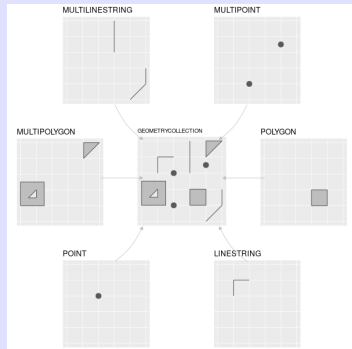 MULTILINESTRING
MULTIPOINT
MULTIPOLYGON
GEOMETRYCOLLECTION
POLYGON
POINT
LINESTRING